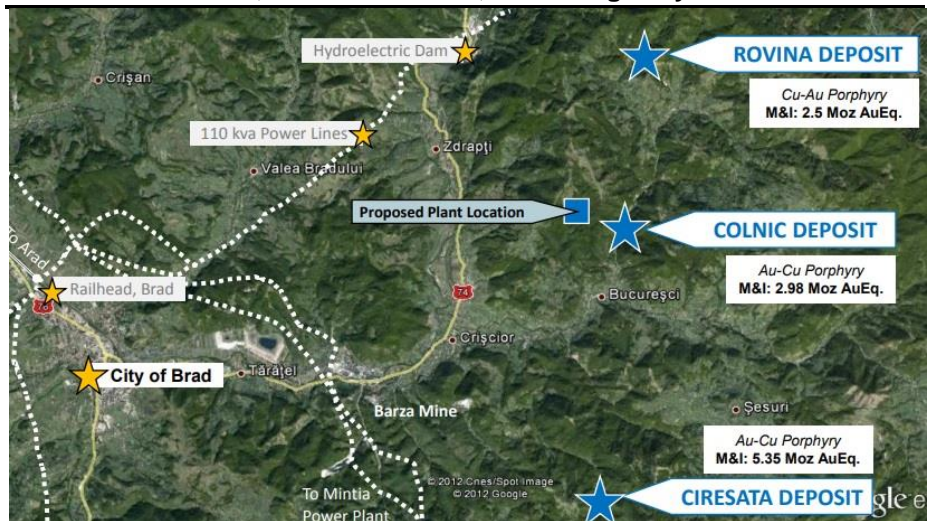 Hydroelectric Dam
ROVINA DEPOSIT
Crişan
Cu-Au Porphyry
M&I: 2.5 Moz AuEq.
110 kva Power Lines
Zdrapţi
Valea Bradului
Proposed Plant Location
COLNIC DEPOSIT
To Arad
Au-Cu Porphyry
M&I: 2.98 Moz AuEq.
Railhead, Brad
74
Bucureşci
Crişcior
City of Brad
Tărăţel
Barza Mine
Şesuri
Au-Cu Porphyry
M&I: 5.35 Moz AuEq.
© 2012 Cnes/Spot Image
© 2012 Google
To Mintia
Power Plant
CIRESATA DEPOSIT